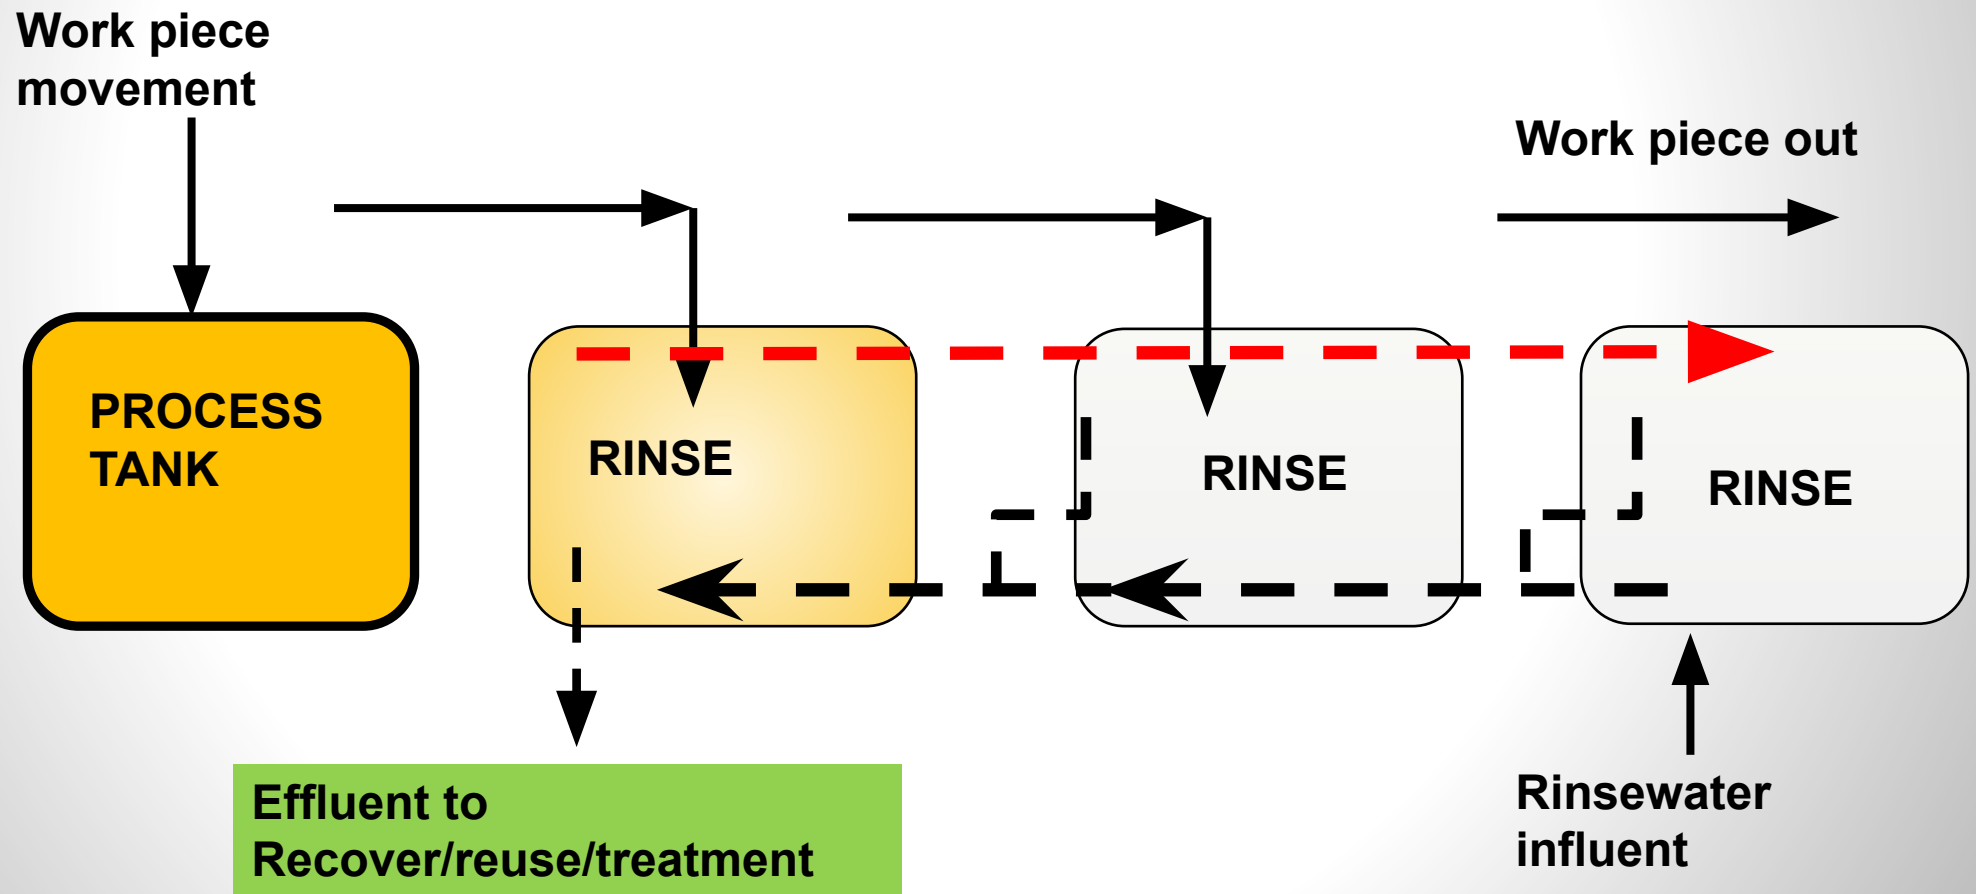 Work piece
movement
Work piece out
PROCESS
TANK
RINSE
RINSE
RINSE
Effluent to
Recover/reuse/treatment
Rinsewater
influent